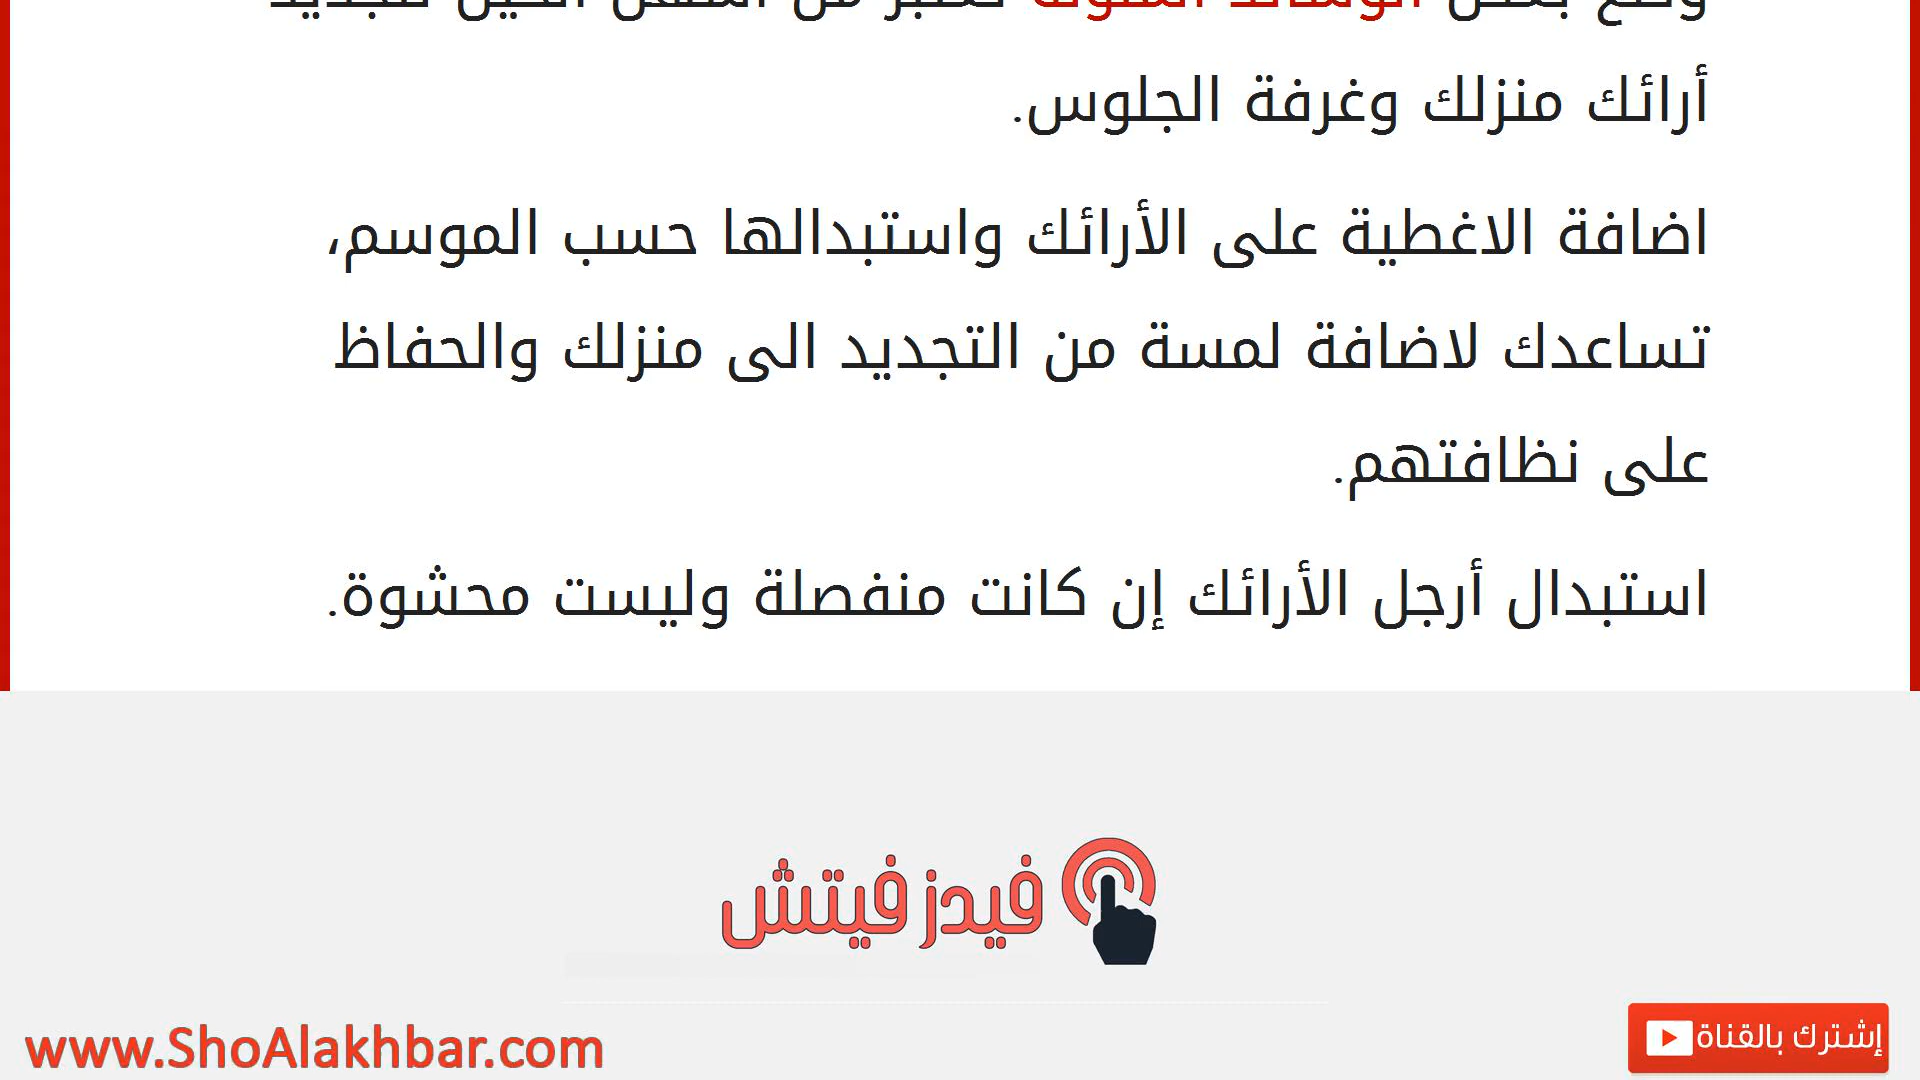 أرائك منزلك وغرفة الجلوس.
اضافة الاغطية على الأرائك واستبدالها حسب الموسم،
تساعدك لاضافة لمسة من التجديد الى منزلك والحفاظ
على نظافتهم.
استبدال أرجل الأرائك إن كانت منفصلة وليست محشوة.
فيدز فيتش
www.ShoAlakhbar.com
إشترك بالقناة